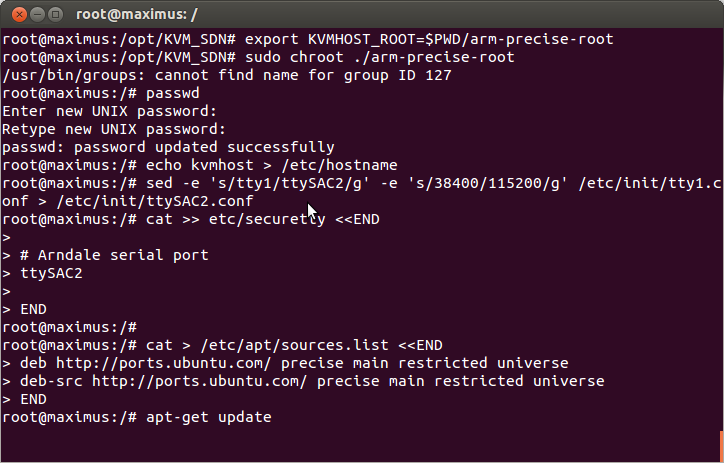 root@maximus: /
root@maximus:/opt/KVM_SDN# export KVMHOST_ROOT=$PWD/arm-precise-root
root@maximus:/opt/KVM_SDN# sudo chroot ./arm-precise-root
/usr/bin/groups: cannot find name for group ID 127
root@maximus:/# passwd
Enter new UNIX password:
Retype new UNIX password:
passwd: password updated successfully
root@maximus:/# echo kvmhost > /etc/hostname
root@maximus:/# sed -e 's/tty1/ttySAC2/g' -e 's/38400/115200/g' /etc/init/tty1.c
onf > /etc/init/ttySAC2.conf
root@maximus:/# cat >> etc/securetty <<END
>
> # Arndale serial port
> ttySAC2
>
> END
root@maximus:/#
root@maximus:/# cat > /etc/apt/sources.list <<END
> deb http://ports.ubuntu.com/ precise main restricted universe
> deb-src http://ports.ubuntu.com/ precise main restricted universe
> END
root@maximus:/# apt-get update